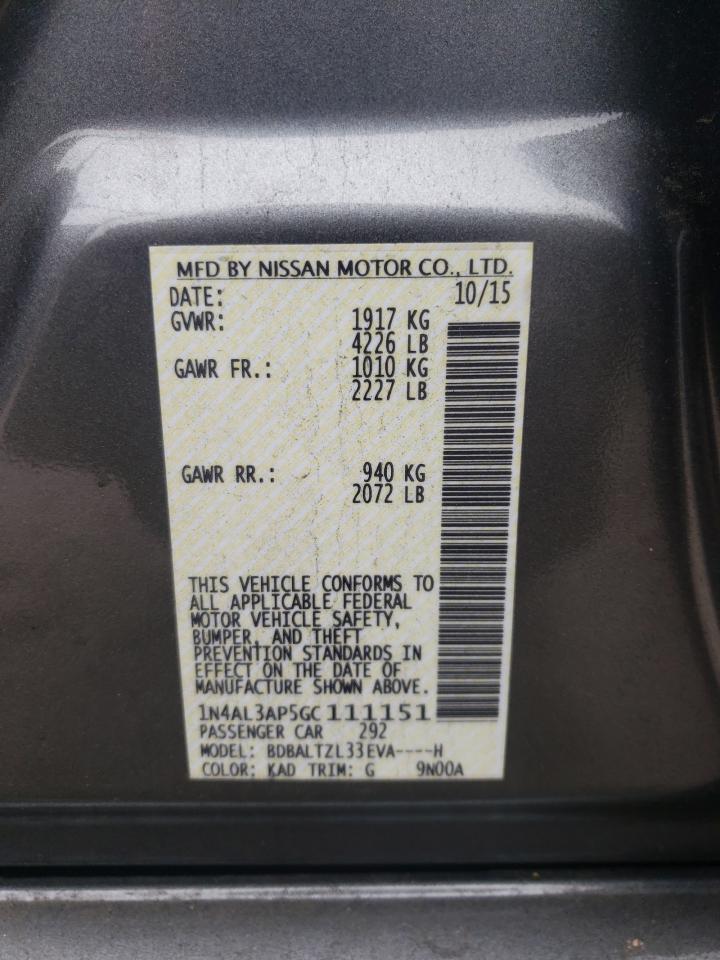 MFD BY NISSAN MOTOR CO., LTD.
DATE: 10/15
GVWR: 1917 KG
4226 LB
GAWR FR.: 1010 KG
2227 LB
GAWR RR.: 940 KG
2072 LB
THIS VEHICLE CONFORMS TO
ALL APPLICABLE FEDERAL
MOTOR VEHICLE SAFETY,
BUMPER, AND THEFT
PREVENTION STANDARDS IN
EFFECT ON THE DATE OF
MANUFACTURE SHOWN ABOVE.
1N4AL3AP5GC111151
PASSENGER CAR 292
MODEL: BDBALTZL33EVA----H
COLOR: KAD TRIM: G 9N00A